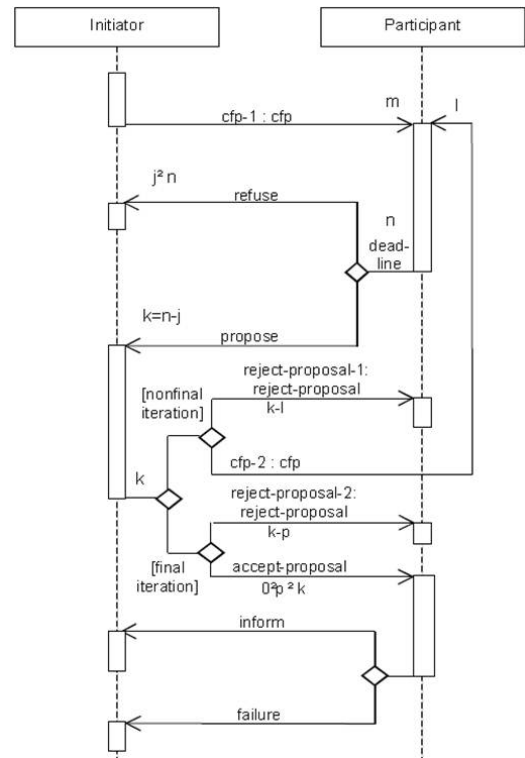 Initiator
Participant
m
l
cfp-1 : cfp
j² n
refuse
n
dead-
line
k=n-j
propose
reject-proposal-1:
[nonfinal
reject-proposal
iteration]
k-l
k
cfp-2 : cfp
reject-proposal-2:
reject-proposal
k-p
[final
iteration]
accept-proposal
0²p ² k
inform
failure